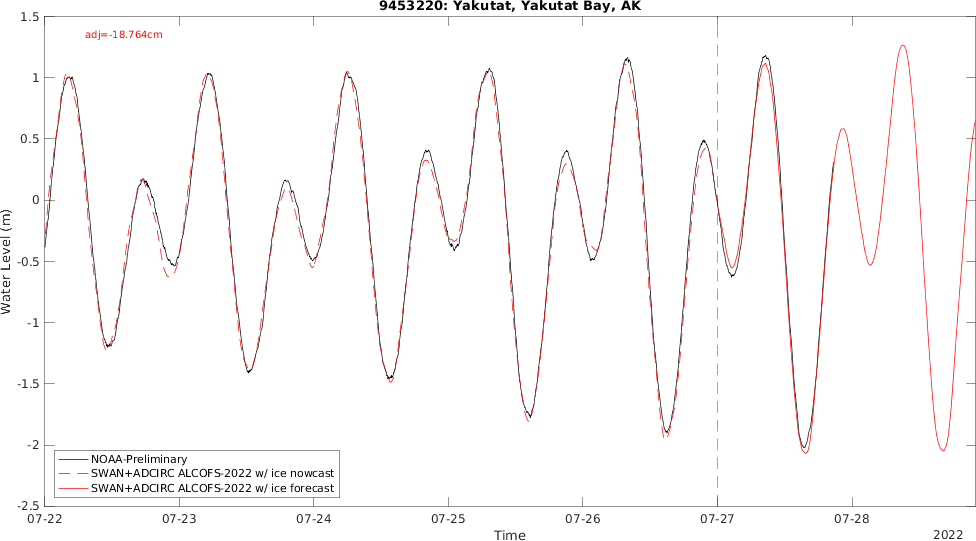 9453220: Yakutat, Yakutat Bay, AK
adj=-18.764cm
1.5
1
0.5
0
-0.5
-1
-1.5
-2
-2.5
Water Level (m)
NOAA-Preliminary
SWAN+ADCIRC ALCOFS-2022 w/ ice nowcast
SWAN+ADCIRC ALCOFS-2022 w/ ice forecast
07-22 07-23 07-24 07-25 07-26 07-27 07-28
Time
2022